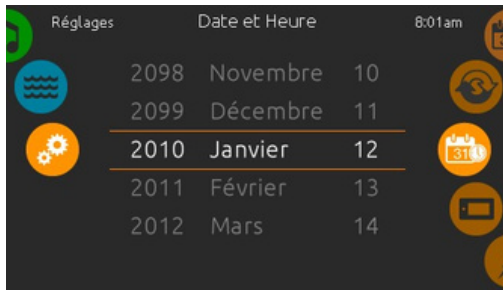 Réglages Date et Heure 8:01am
2098 Novembre 10
2099 Décembre 11
2010 Janvier 12
31
2011 Février 13
2012 Mars 14